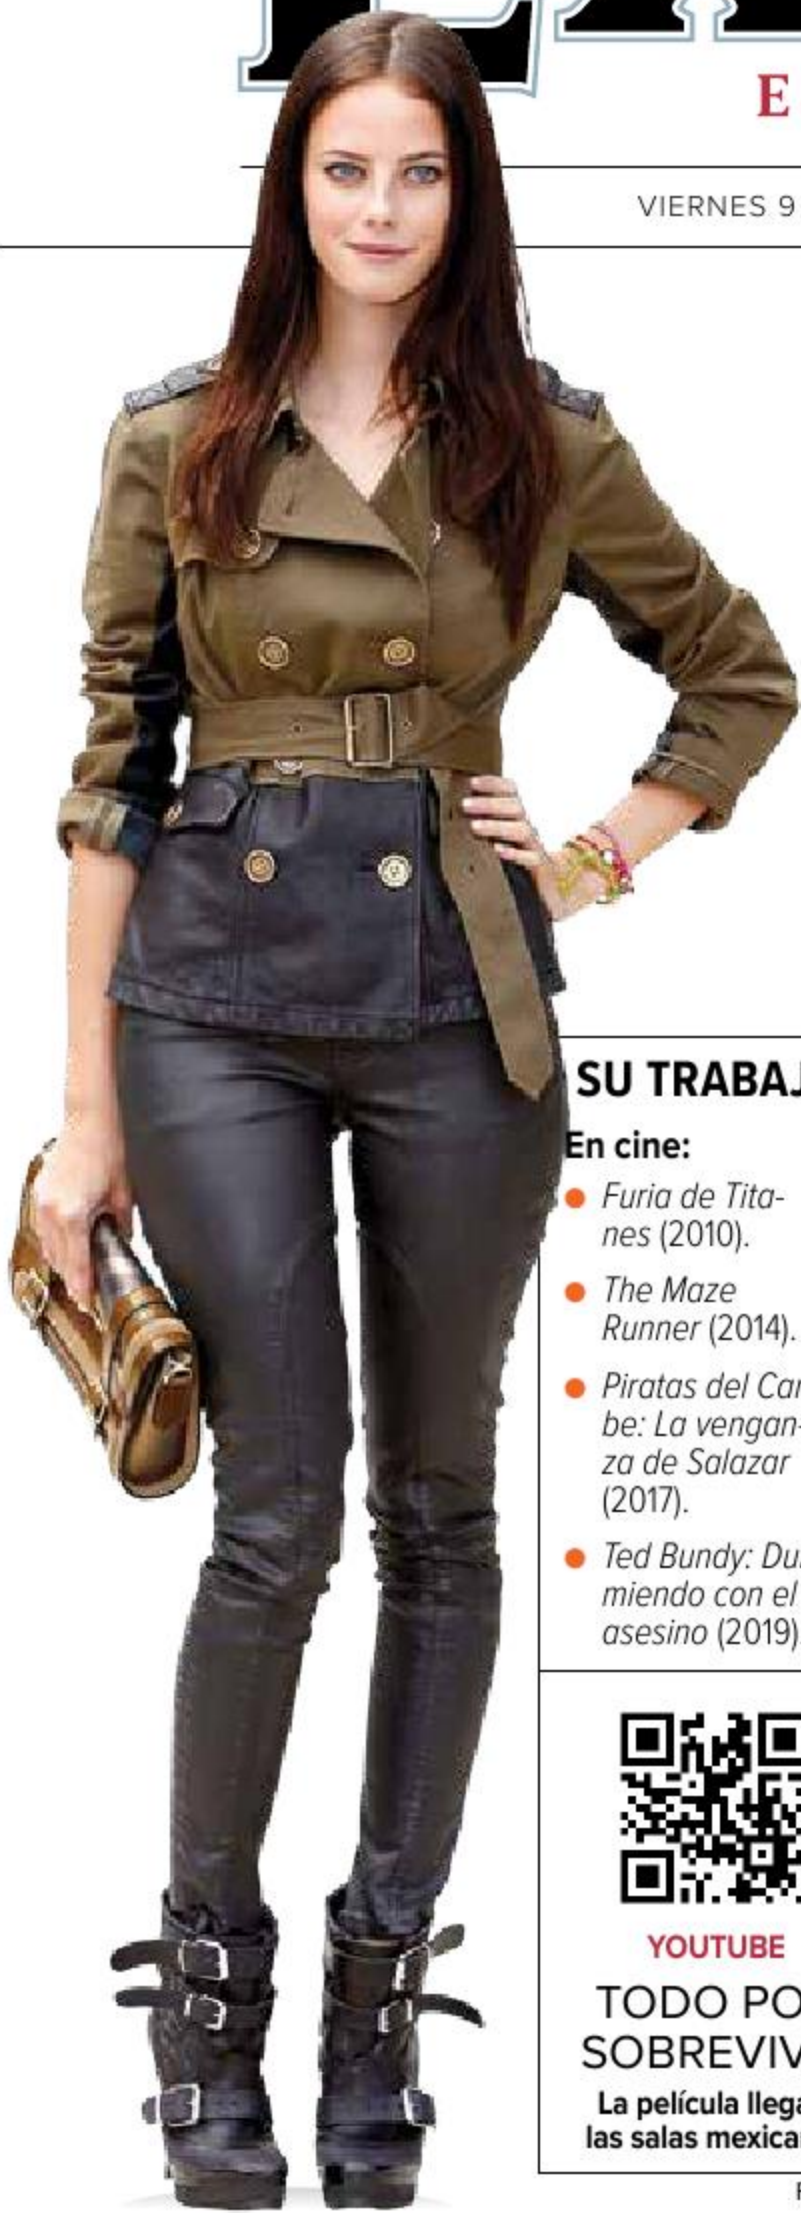 E
VIERNES 9
SU TRABAJ
En cine:
Furia de Tita-
nes (2010).
The Maze
Runner (2014).
Piratas del Car
be: La vengan-
za de Salazar
(2017).
Ted Bundy: Dur
miendo con el
asesino (2019)
YOUTUBE
TODO PO
SOBREVIV
La película llega
las salas mexica